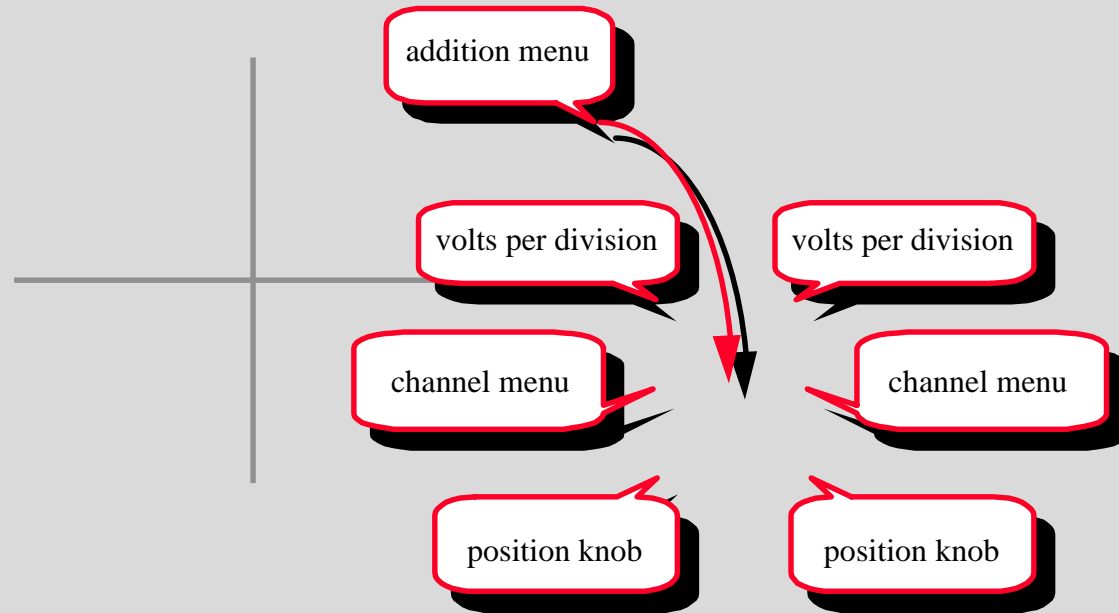 addition menu
volts per division
volts per division
channel menu
channel menu
position knob
position knob